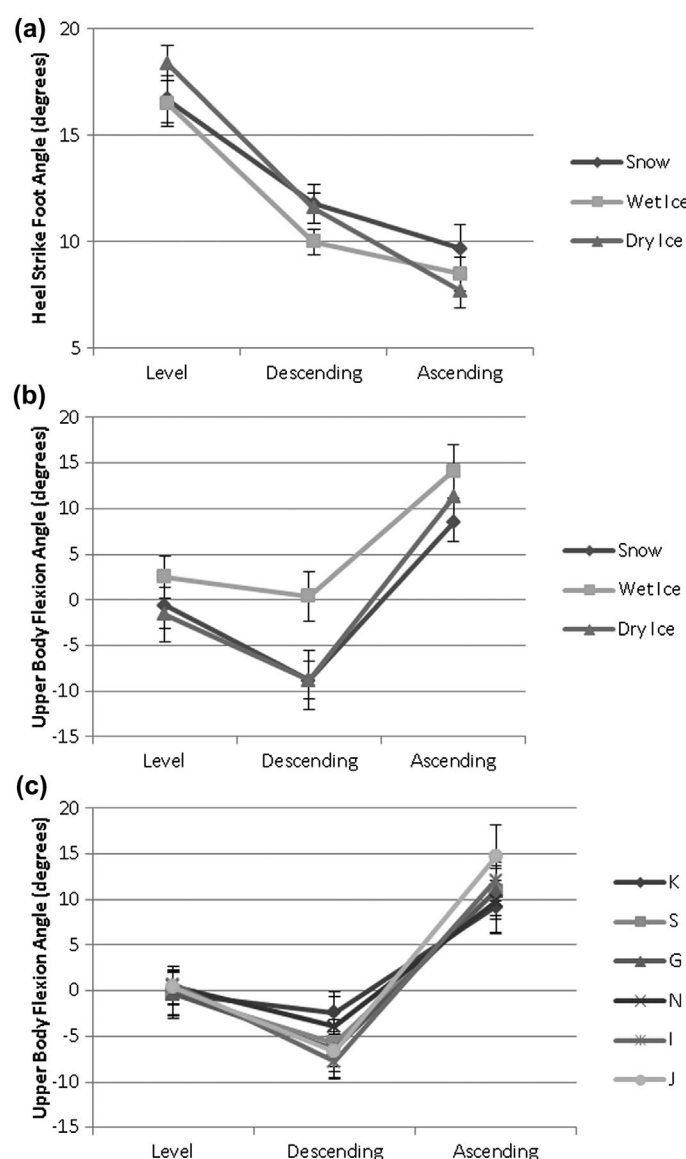 (a)
Heel Strike Foot Angle (degrees)
20
15
10
5
Level
Descending
Ascending
Snow
Wet Ice
Dry Ice
(b)
Upper Body Flexion Angle (degrees)
20
15
10
5
0
-5
-10
-15
Level
Descending
Ascending
Snow
Wet Ice
Dry Ice
(c)
Upper Body Flexion Angle (degrees)
20
15
10
5
0
-5
-10
-15
Level
Descending
Ascending
K
S
G
N
I
J